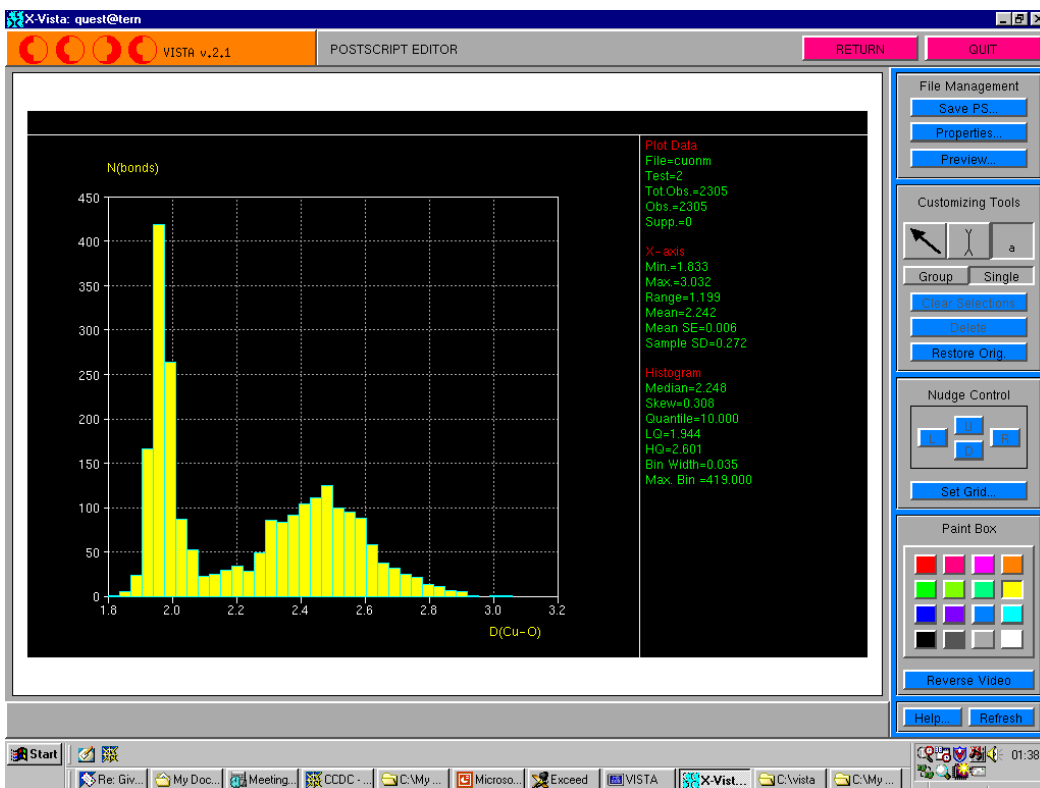 X-Vista: quest@tern
VISTA v.2.1
POSTSCRIPT EDITOR
RETURN
QUIT
N(bonds)
450
400
350
300
250
200
150
100
50
0
1.8
2.0
2.2
2.4
2.6
2.8
3.0
3.2
D(Cu-O)
Plot Data
File=cuonm
Test=2
Tot.Obs.=2305
Obs.=2305
Supp.=0
X-axis
Min.=1.833
Max.=3.032
Range=1.199
Mean=2.242
Mean SE=0.006
Sample SD=0.272
Histogram
Median=2.248
Skew=0.308
Quantile=10.000
LQ=1.944
HQ=2.601
Bin Width=0.035
Max. Bin =419.000
File Management
Save PS...
Properties...
Preview...
Customizing Tools
a
Group
Single
Clear Selections
Delete
Restore Orig.
Nudge Control
L
U
D
R
Set Grid...
Paint Box
Reverse Video
Help...
Refresh
Start
01:38
Re: Giv...
My Doc...
Meeting...
CCDC - ...
C:\My ...
Microso...
Exceed
VISTA
X-Vist...
C:\vista
C:\My ...